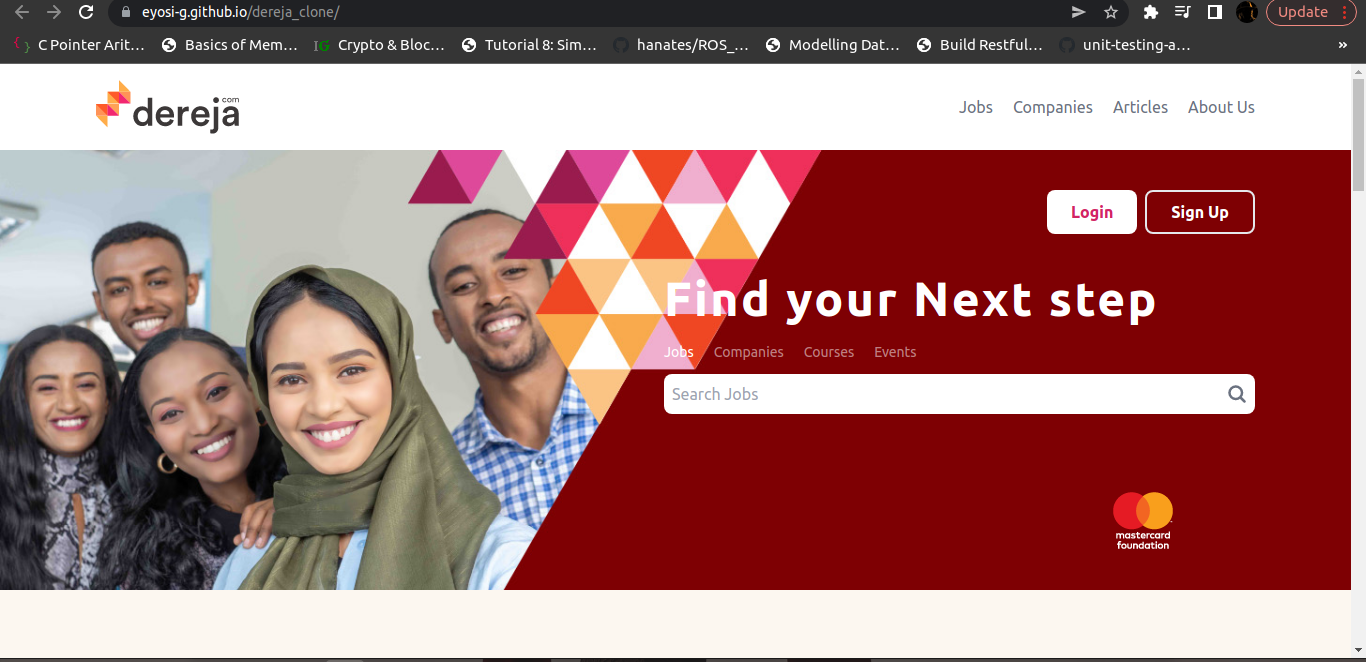 eyosi-g.github.io/dereja_clone/
Update
C Pointer Arit...
Basics of Mem...
IG Crypto & Bloc...
Tutorial 8: Sim...
hanates/ROS_...
Modelling Dat...
Build Restful...
unit-testing-a...
»
dereja.com
Jobs Companies Articles About Us
Login Sign Up
Find your Next step
Jobs Companies Courses Events
Search Jobs
mastercard
foundation